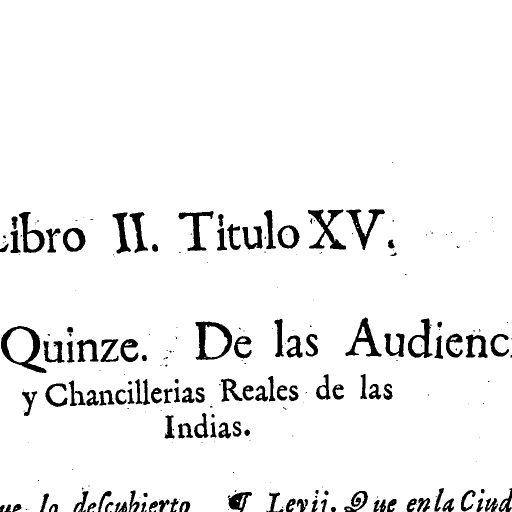 Libro II. Titulo XV.
Quinze. De las Audienc
y Chancillerias Reales de las
Indias.
ue lo deſcubierto ¶ Ley ij. Que en la Ciud